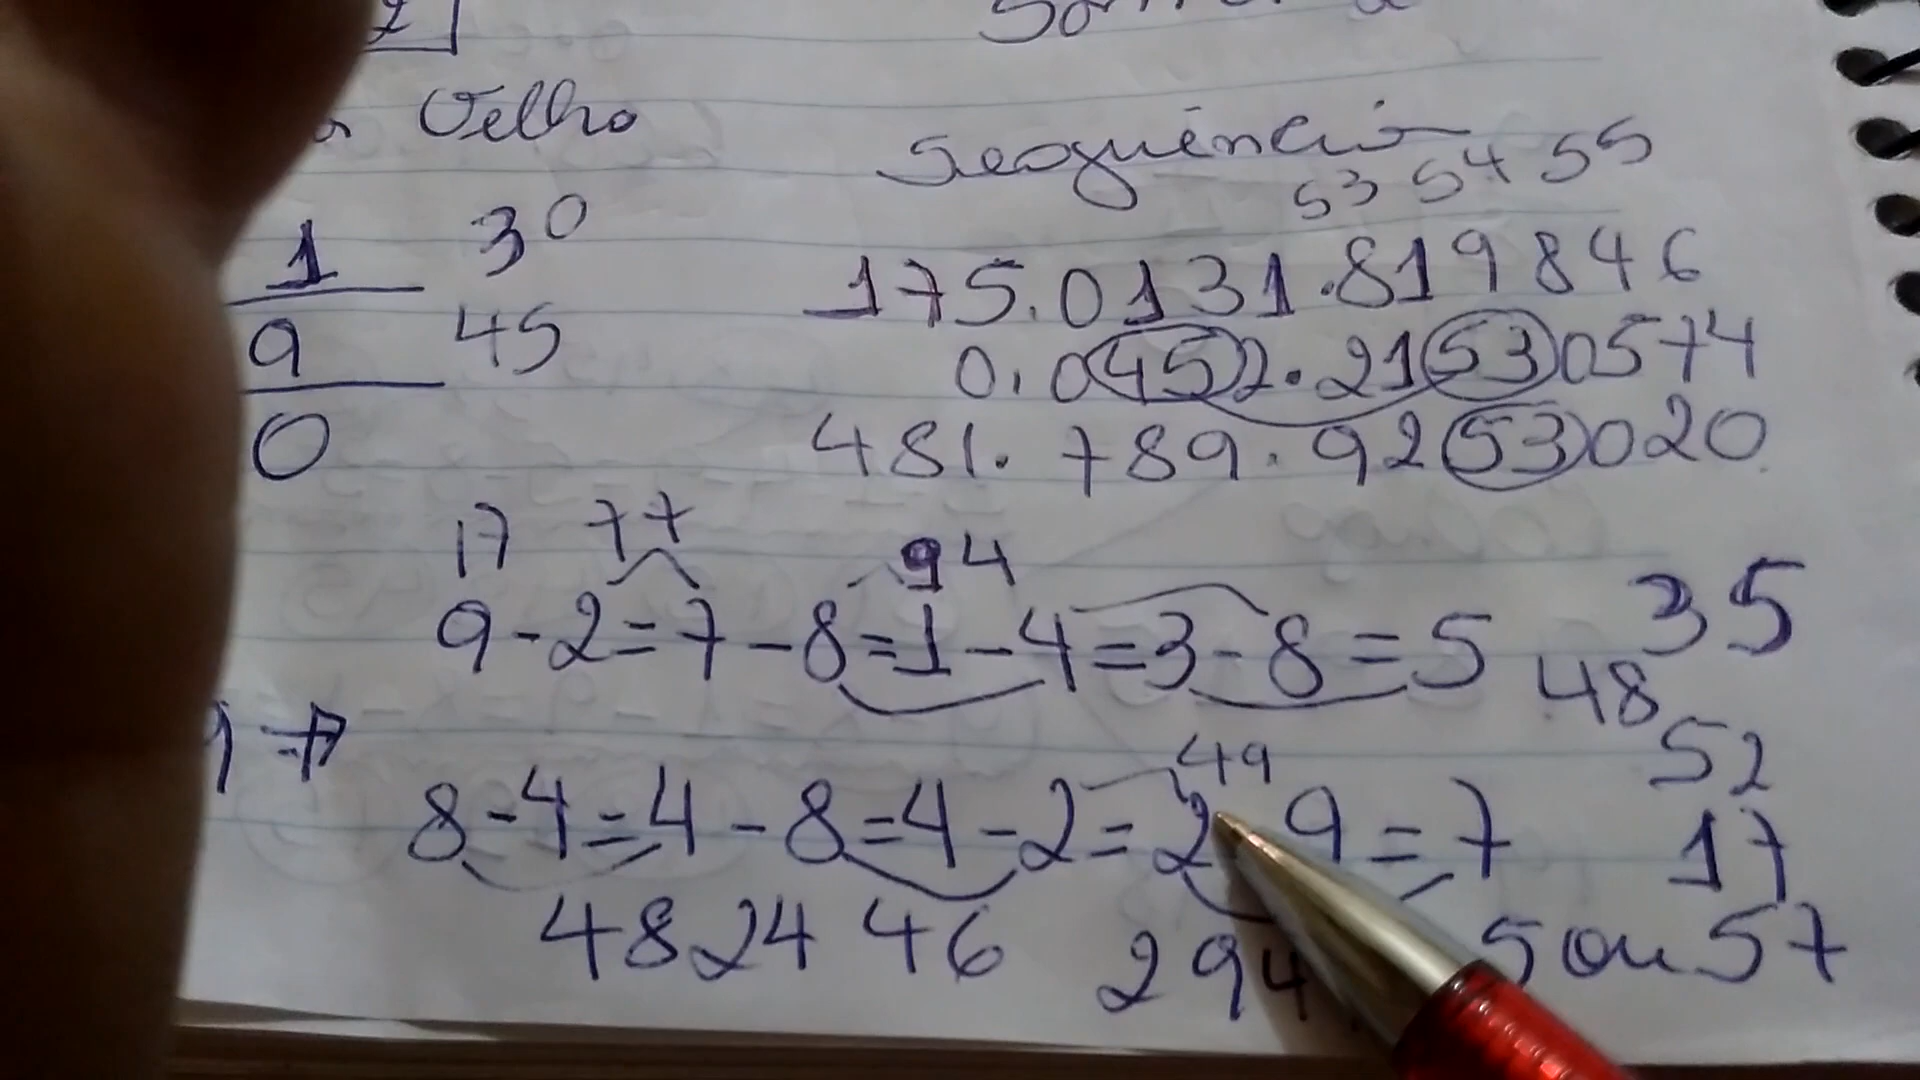 2
Velho
Seoquência
53 54 55
1 30
175.0131.819846
9 45
0.0452.21530574
0
481.789.9253020
17 77 94
9-2=7-8=1-4=3-8=5 35
48
49 52
8-4=4-8=4-2=2 9=7 17
48 24 46 294 5 ou 57